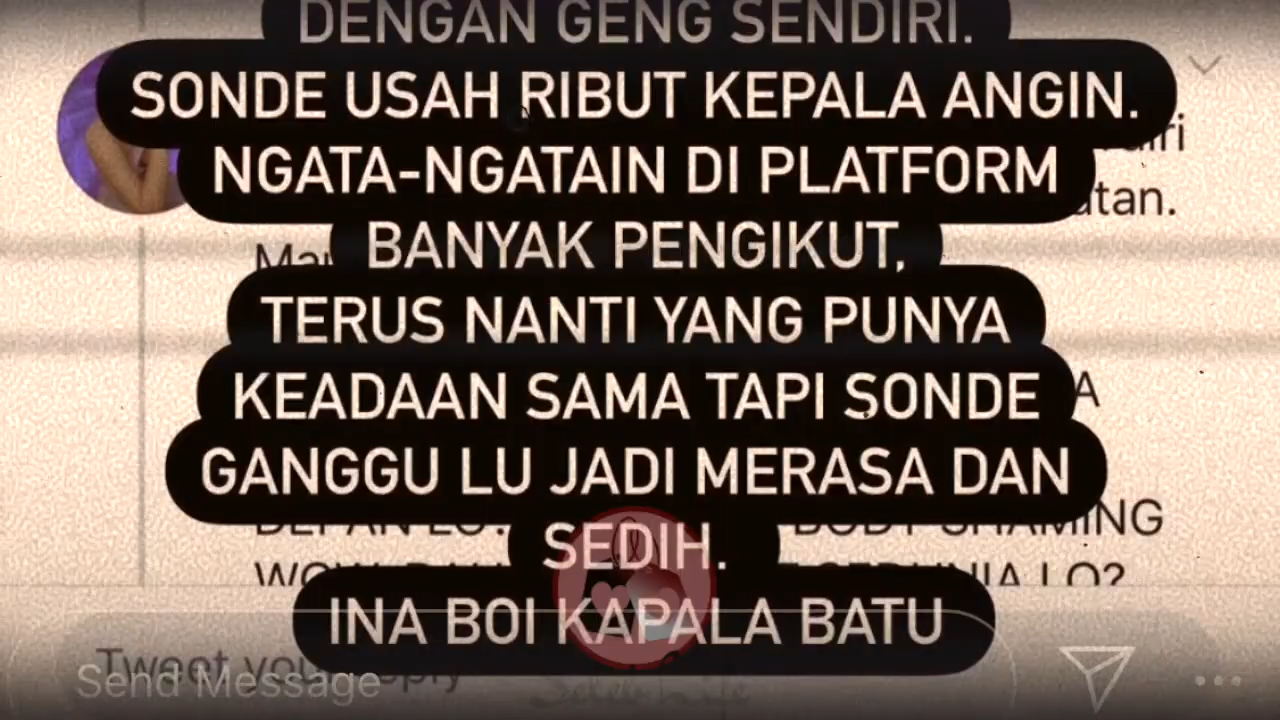 DENGAN GENG SENDIRI.
SONDE USAH RIBUT KEPALA ANGIN.
NGATA-NGATAIN DI PLATFORM
BANYAK PENGIKUT,
TERUS NANTI YANG PUNYA
KEADAAN SAMA TAPI SONDE
GANGGU LU JADI MERASA DAN
SEDIH.
INA BOI KAPALA BATU
Send Message